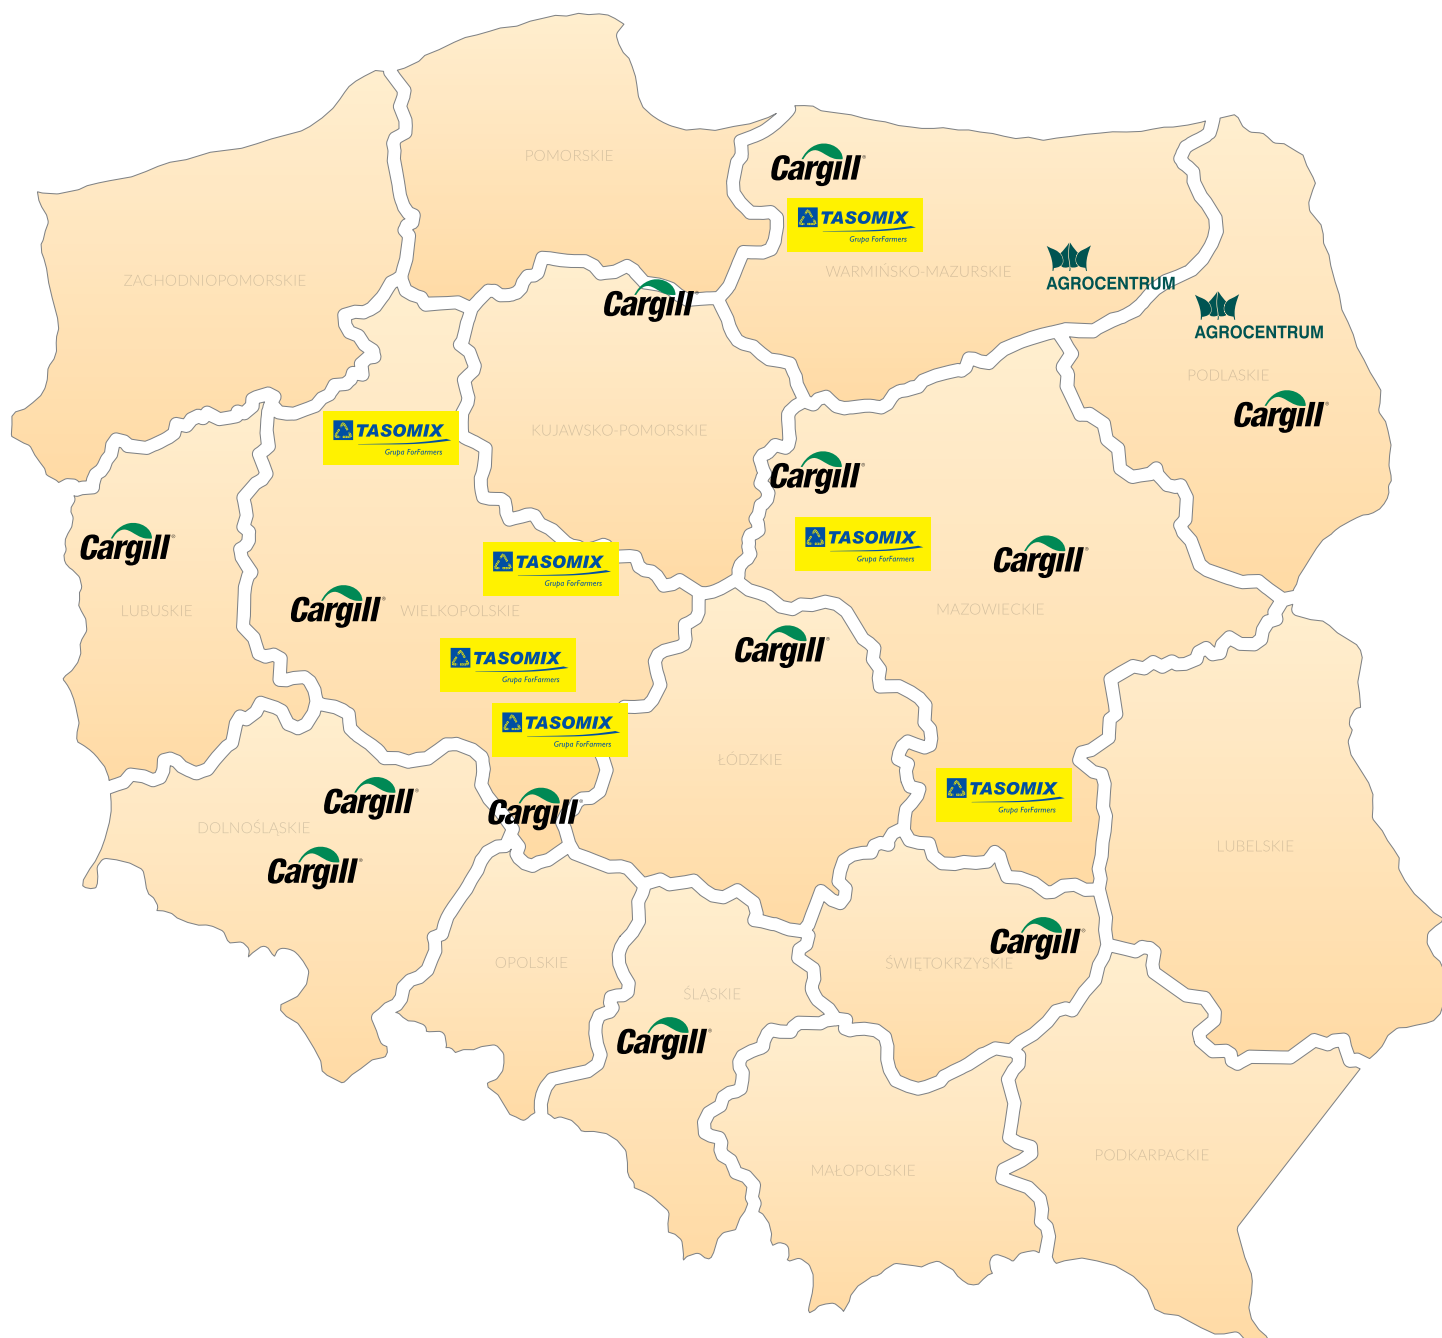 POMORSKIE
Cargill®
TASOMIX
Grupa ForFarmers
WARMIŃSKO-MAZURSKIE
AGROCENTRUM
ZACHODNIOPOMORSKIE
Cargill®
AGROCENTRUM
PODLASKIE
Cargill®
TASOMIX
Grupa ForFarmers
KUJAWSKO-POMORSKIE
Cargill®
Cargill®
TASOMIX
Grupa ForFarmers
Cargill®
TASOMIX
Grupa ForFarmers
LUBUSKIE
Cargill®
WIELKOPOLSKIE
MAZOWIECKIE
Cargill®
TASOMIX
Grupa ForFarmers
TASOMIX
Grupa ForFarmers
ŁÓDZKIE
TASOMIX
Grupa ForFarmers
Cargill®
Cargill®
DOLNOŚLĄSKIE
LUBELSKIE
Cargill®
Cargill®
OPOLSKIE
ŚWIĘTOKRZYSKIE
ŚLĄSKIE
Cargill®
MAŁOPOLSKIE
PODKARPACKIE